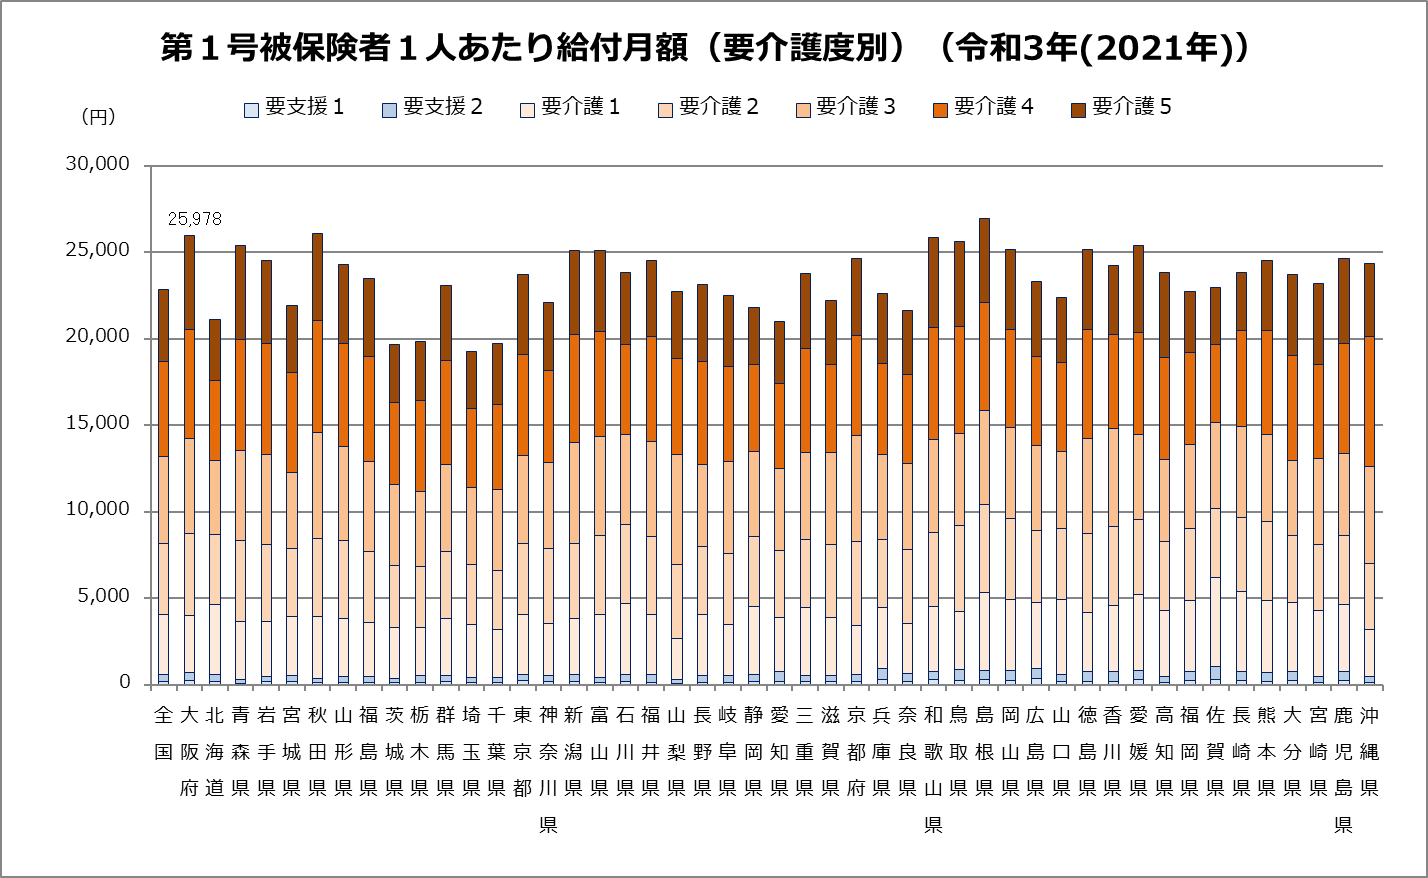 第１号被保険者１人あたり給付月額（要介護度別）（令和3年(2021年)）
（円）
要支援１ 要支援２ 要介護１ 要介護２ 要介護３ 要介護４ 要介護５
30,000
25,978
25,000
20,000
15,000
10,000
5,000
0
全国
大阪府
北海道
青森県
岩手県
宮城県
秋田県
山形県
福島県
茨城県
栃木県
群馬県
埼玉県
千葉県
東京都
神奈川県
新潟県
富山県
石川県
福井県
山梨県
長野県
岐阜県
静岡県
愛知県
三重県
滋賀県
京都府
兵庫県
奈良県
和歌山県
鳥取県
島根県
岡山県
広島県
山口県
徳島県
香川県
愛媛県
高知県
福岡県
佐賀県
長崎県
熊本県
大分県
宮崎県
鹿児島県
沖縄県